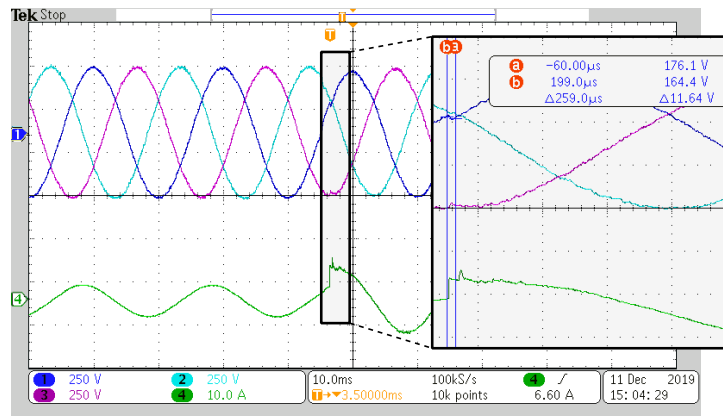 Tek Stop
T
T
b a
a -60.00µs 176.1 V
b 199.0µs 164.4 V
Δ259.0µs Δ11.64 V
1
4
1 250 V 2 250 V
3 250 V 4 10.0 A
10.0ms
T→▼3.50000ms
100kS/s
10k points
4 ∫
6.60 A
11 Dec 2019
15:04:29